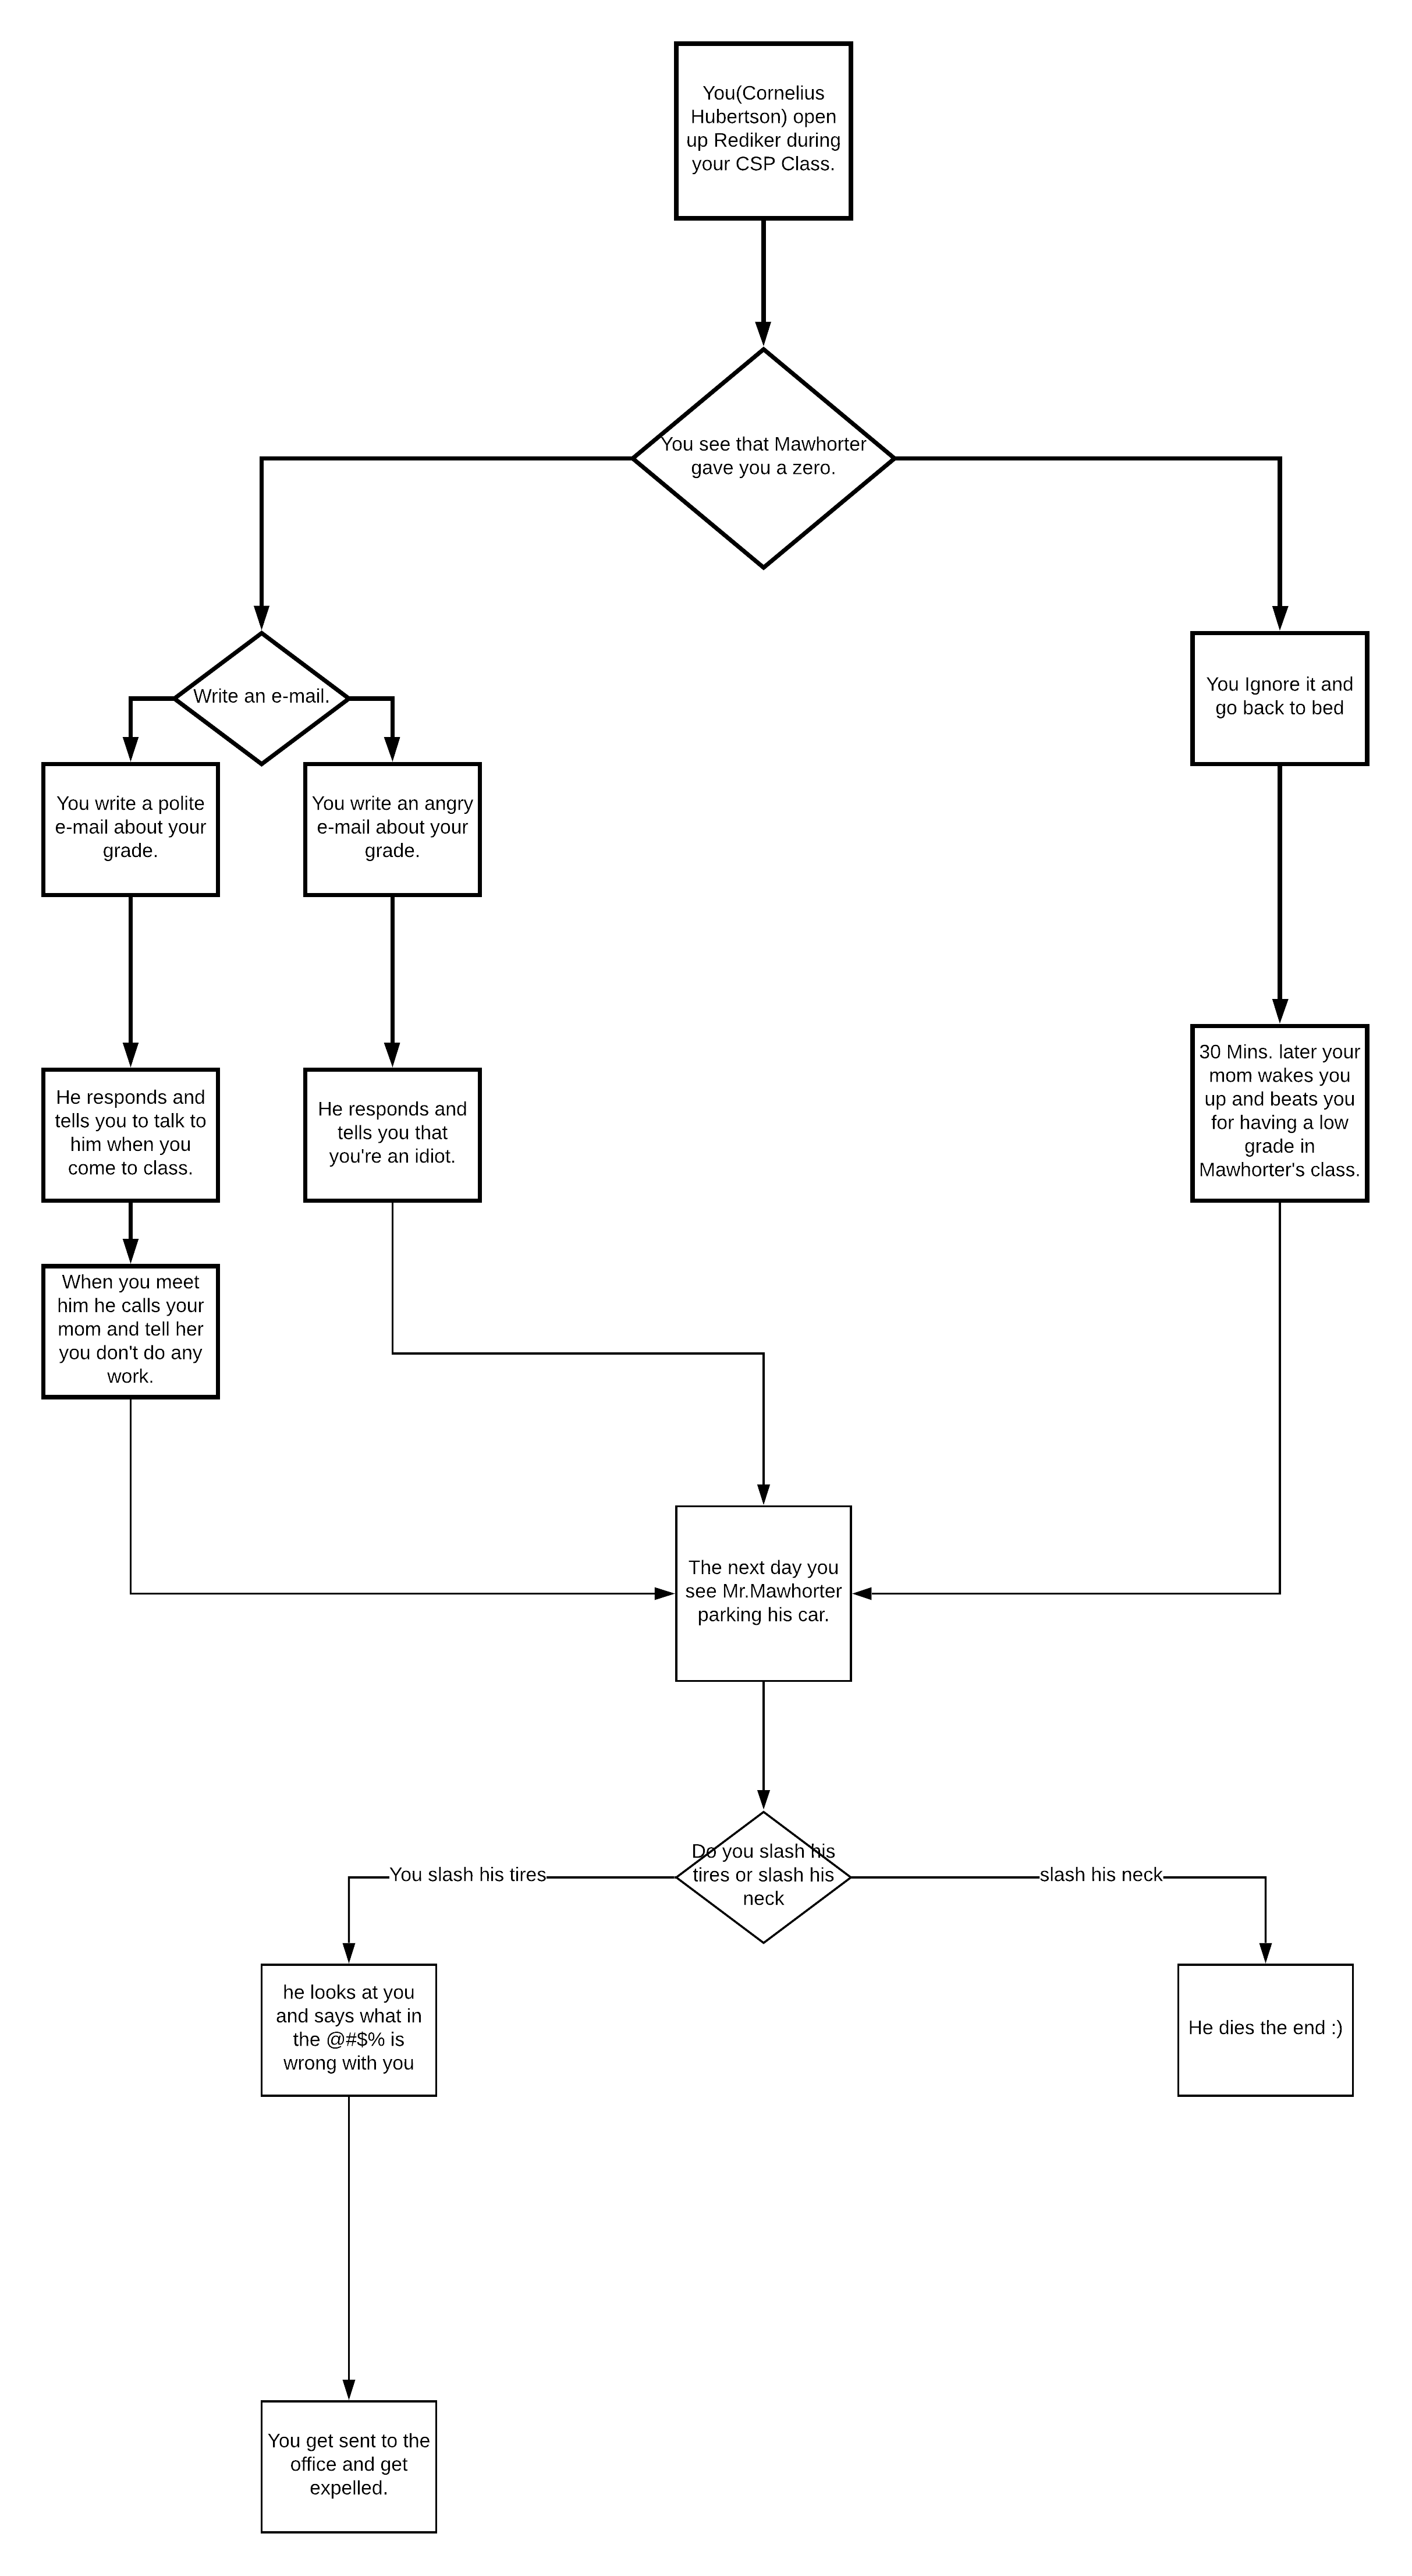 You(Cornelius
Hubertson) open
up Rediker during
your CSP Class.
You see that Mawhorter
gave you a zero.
Write an e-mail.
You Ignore it and
go back to bed
You write a polite
e-mail about your
grade.
You write an angry
e-mail about your
grade.
He responds and
tells you to talk to
him when you
come to class.
He responds and
tells you that
you're an idiot.
30 Mins. later your
mom wakes you
up and beats you
for having a low
grade in
Mawhorter's class.
When you meet
him he calls your
mom and tell her
you don't do any
work.
The next day you
see Mr.Mawhorter
parking his car.
Do you slash his
tires or slash his
neck
You slash his tires
slash his neck
he looks at you
and says what in
the @#$% is
wrong with you
He dies the end :)
You get sent to the
office and get
expelled.